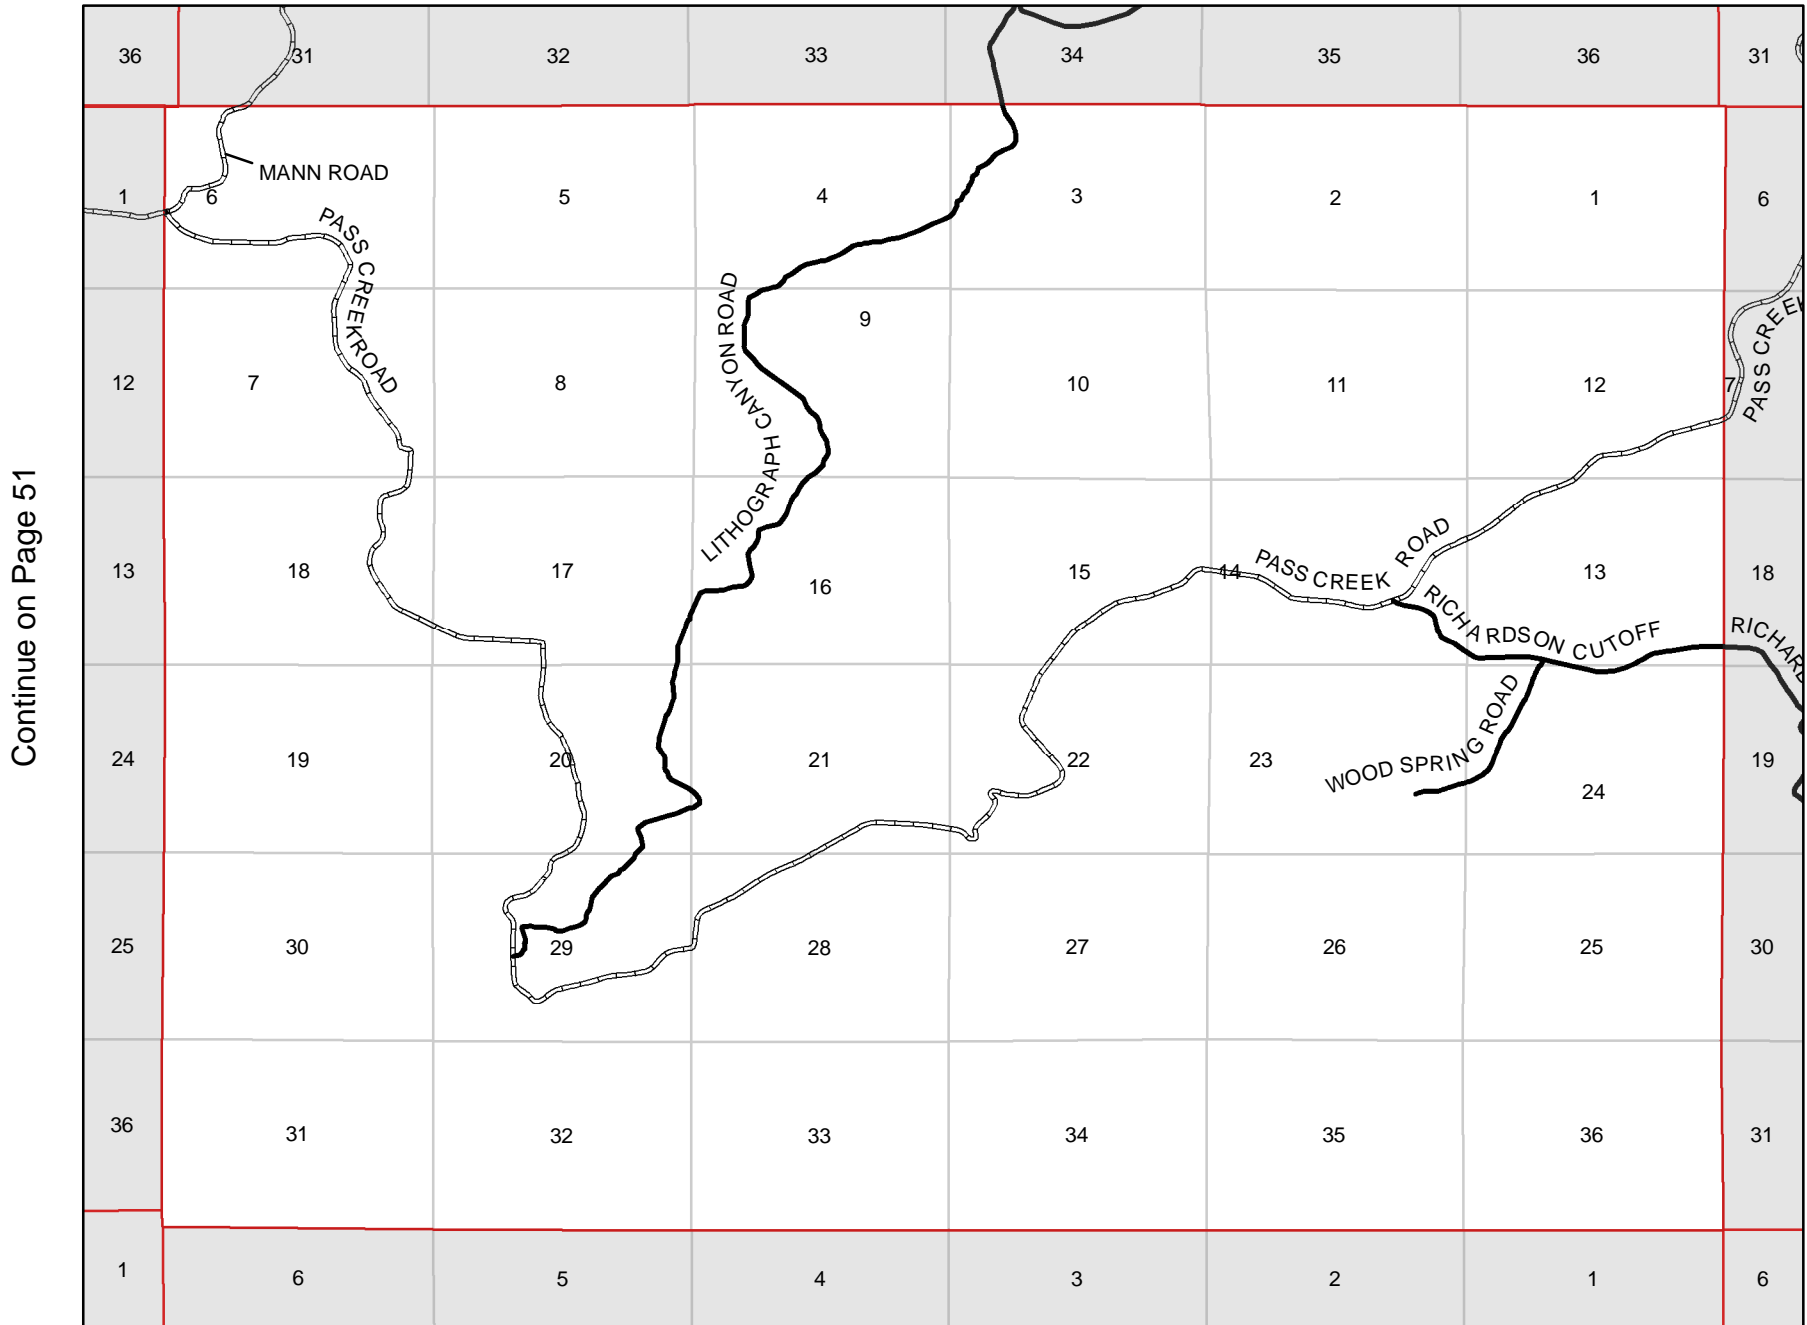 36 31 32 33 34 35 36 31
MANN ROAD
1 6 5 4 3 2 1 6
PASS CREEK ROAD
LITHOGRAPH CANYON ROAD
9
PASS CREEK
12 7 8 10 11 12 7
Continue on Page 51
13 18 17 16 15 14 13 18
PASS CREEK ROAD
RICHARDSON CUTOFF
RICHARD
WOOD SPRING ROAD
24 19 20 21 22 23 24 19
25 30 29 28 27 26 25 30
36 31 32 33 34 35 36 31
1 6 5 4 3 2 1 6